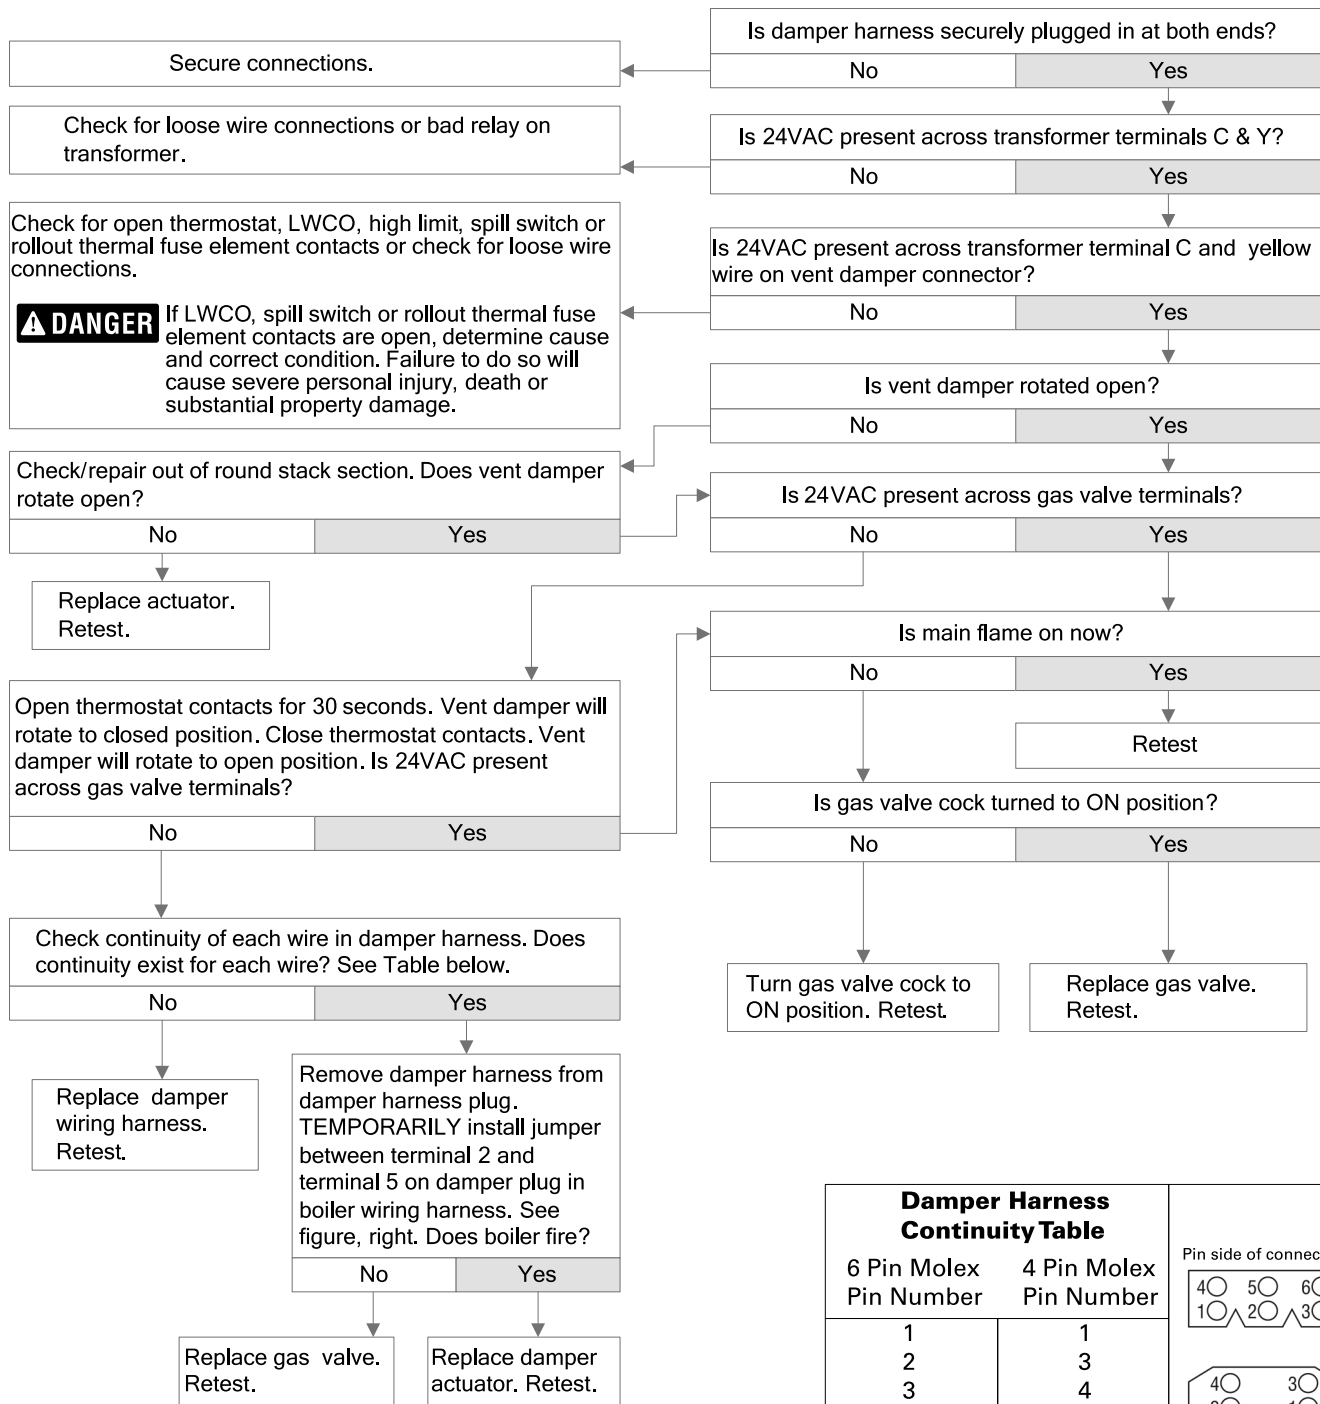 Is damper harness securely plugged in at both ends?
No
Yes
Secure connections.
Is 24VAC present across transformer terminals C & Y?
No
Yes
Check for loose wire connections or bad relay on
transformer.
Is 24VAC present across transformer terminal C and yellow
wire on vent damper connector?
No
Yes
Check for open thermostat, LWCO, high limit, spill switch or
rollout thermal fuse element contacts or check for loose wire
connections.
DANGER
If LWCO, spill switch or rollout thermal fuse
element contacts are open, determine cause
and correct condition. Failure to do so will
cause severe personal injury, death or
substantial property damage.
Is vent damper rotated open?
No
Yes
Check/repair out of round stack section. Does vent damper
rotate open?
No
Yes
Replace actuator.
Retest.
Is 24VAC present across gas valve terminals?
No
Yes
Is main flame on now?
No
Yes
Retest
Open thermostat contacts for 30 seconds. Vent damper will
rotate to closed position. Close thermostat contacts. Vent
damper will rotate to open position. Is 24VAC present
across gas valve terminals?
No
Yes
Is gas valve cock turned to ON position?
No
Yes
Turn gas valve cock to
ON position. Retest.
Replace gas valve.
Retest.
Check continuity of each wire in damper harness. Does
continuity exist for each wire? See Table below.
No
Yes
Replace damper
wiring harness.
Retest.
Remove damper harness from
damper harness plug.
TEMPORARILY install jumper
between terminal 2 and
terminal 5 on damper plug in
boiler wiring harness. See
figure, right. Does boiler fire?
No
Yes
Replace gas valve.
Retest.
Replace damper
actuator. Retest.
Damper Harness
Continuity Table
6 Pin Molex
Pin Number
4 Pin Molex
Pin Number
1 1
2 3
3 4
Pin side of connec
4 5 6
1 2 3
4 3